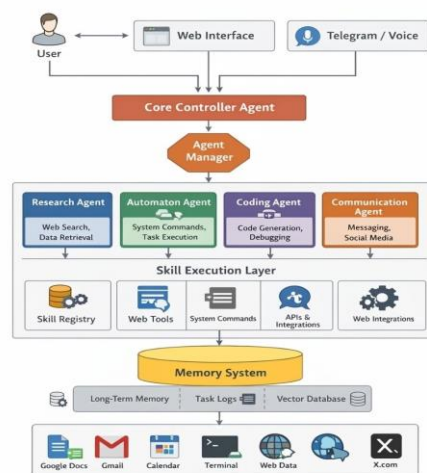 User
Web Interface
Telegram / Voice
Core Controller Agent
Agent
Manager
Research Agent
Web Search,
Data Retrieval
Automaton Agent
System Commands,
Task Execution
Coding Agent
Code Generation,
Debugging
Communication
Agent
Messaging,
Social Media
Skill Execution Layer
Skill Registry
Web Tools
System Commands
APIs &
Integrations
Web Integrations
Memory System
Long-Term Memory
Task Logs
Vector Database
Google Docs
Gmail
Calendar
Terminal
Web Data
X.com